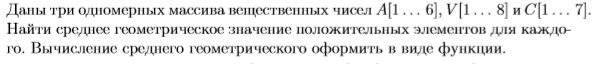 Даны три одномерных массива вещественных чисел A[1 … 6], V[1 … 8] и C[1 … 7].
Найти среднее геометрическое значение положительных элементов для каждо-
го. Вычисление среднего геометрического оформить в виде функции.